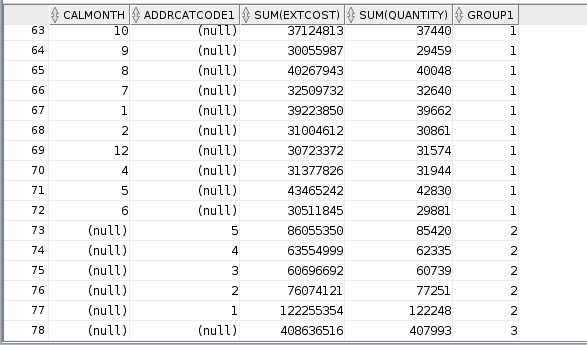 CALMONTH ADDRCATCODE1 SUM(EXTCOST) SUM(QUANTITY) GROUP1
63 10 (null) 37124813 37440 1
64 9 (null) 30055987 29459 1
65 8 (null) 40267943 40048 1
66 7 (null) 32509732 32640 1
67 1 (null) 39223850 39662 1
68 2 (null) 31004612 30861 1
69 12 (null) 30723372 31574 1
70 4 (null) 31377826 31944 1
71 5 (null) 43465242 42830 1
72 6 (null) 30511845 29881 1
73 (null) 5 86055350 85420 2
74 (null) 4 63554999 62335 2
75 (null) 3 60696692 60739 2
76 (null) 2 76074121 77251 2
77 (null) 1 122255354 122248 2
78 (null) (null) 408636516 407993 3